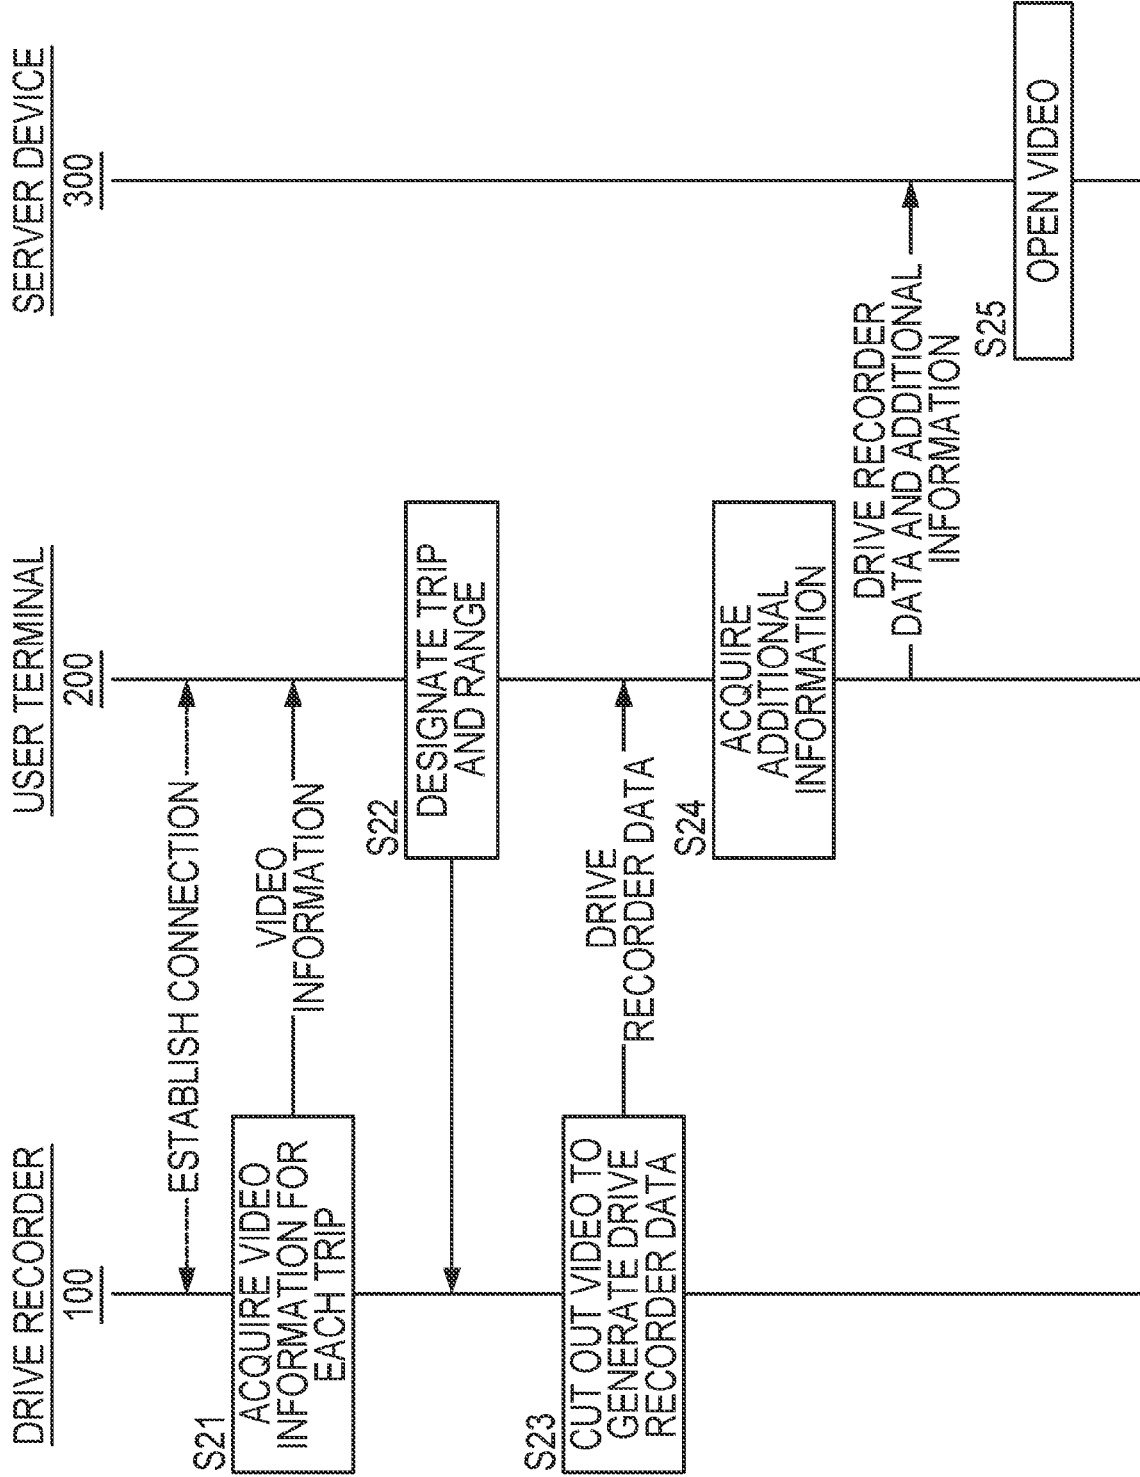 DRIVE RECORDER
100
USER TERMINAL
200
SERVER DEVICE
300
ESTABLISH CONNECTION
S21
ACQUIRE VIDEO
INFORMATION FOR
EACH TRIP
VIDEO
INFORMATION
S22
DESIGNATE TRIP
AND RANGE
S23
CUT OUT VIDEO TO
GENERATE DRIVE
RECORDER DATA
DRIVE
RECORDER DATA
S24
ACQUIRE
ADDITIONAL
INFORMATION
DRIVE RECORDER
DATA AND ADDITIONAL
INFORMATION
S25
OPEN VIDEO